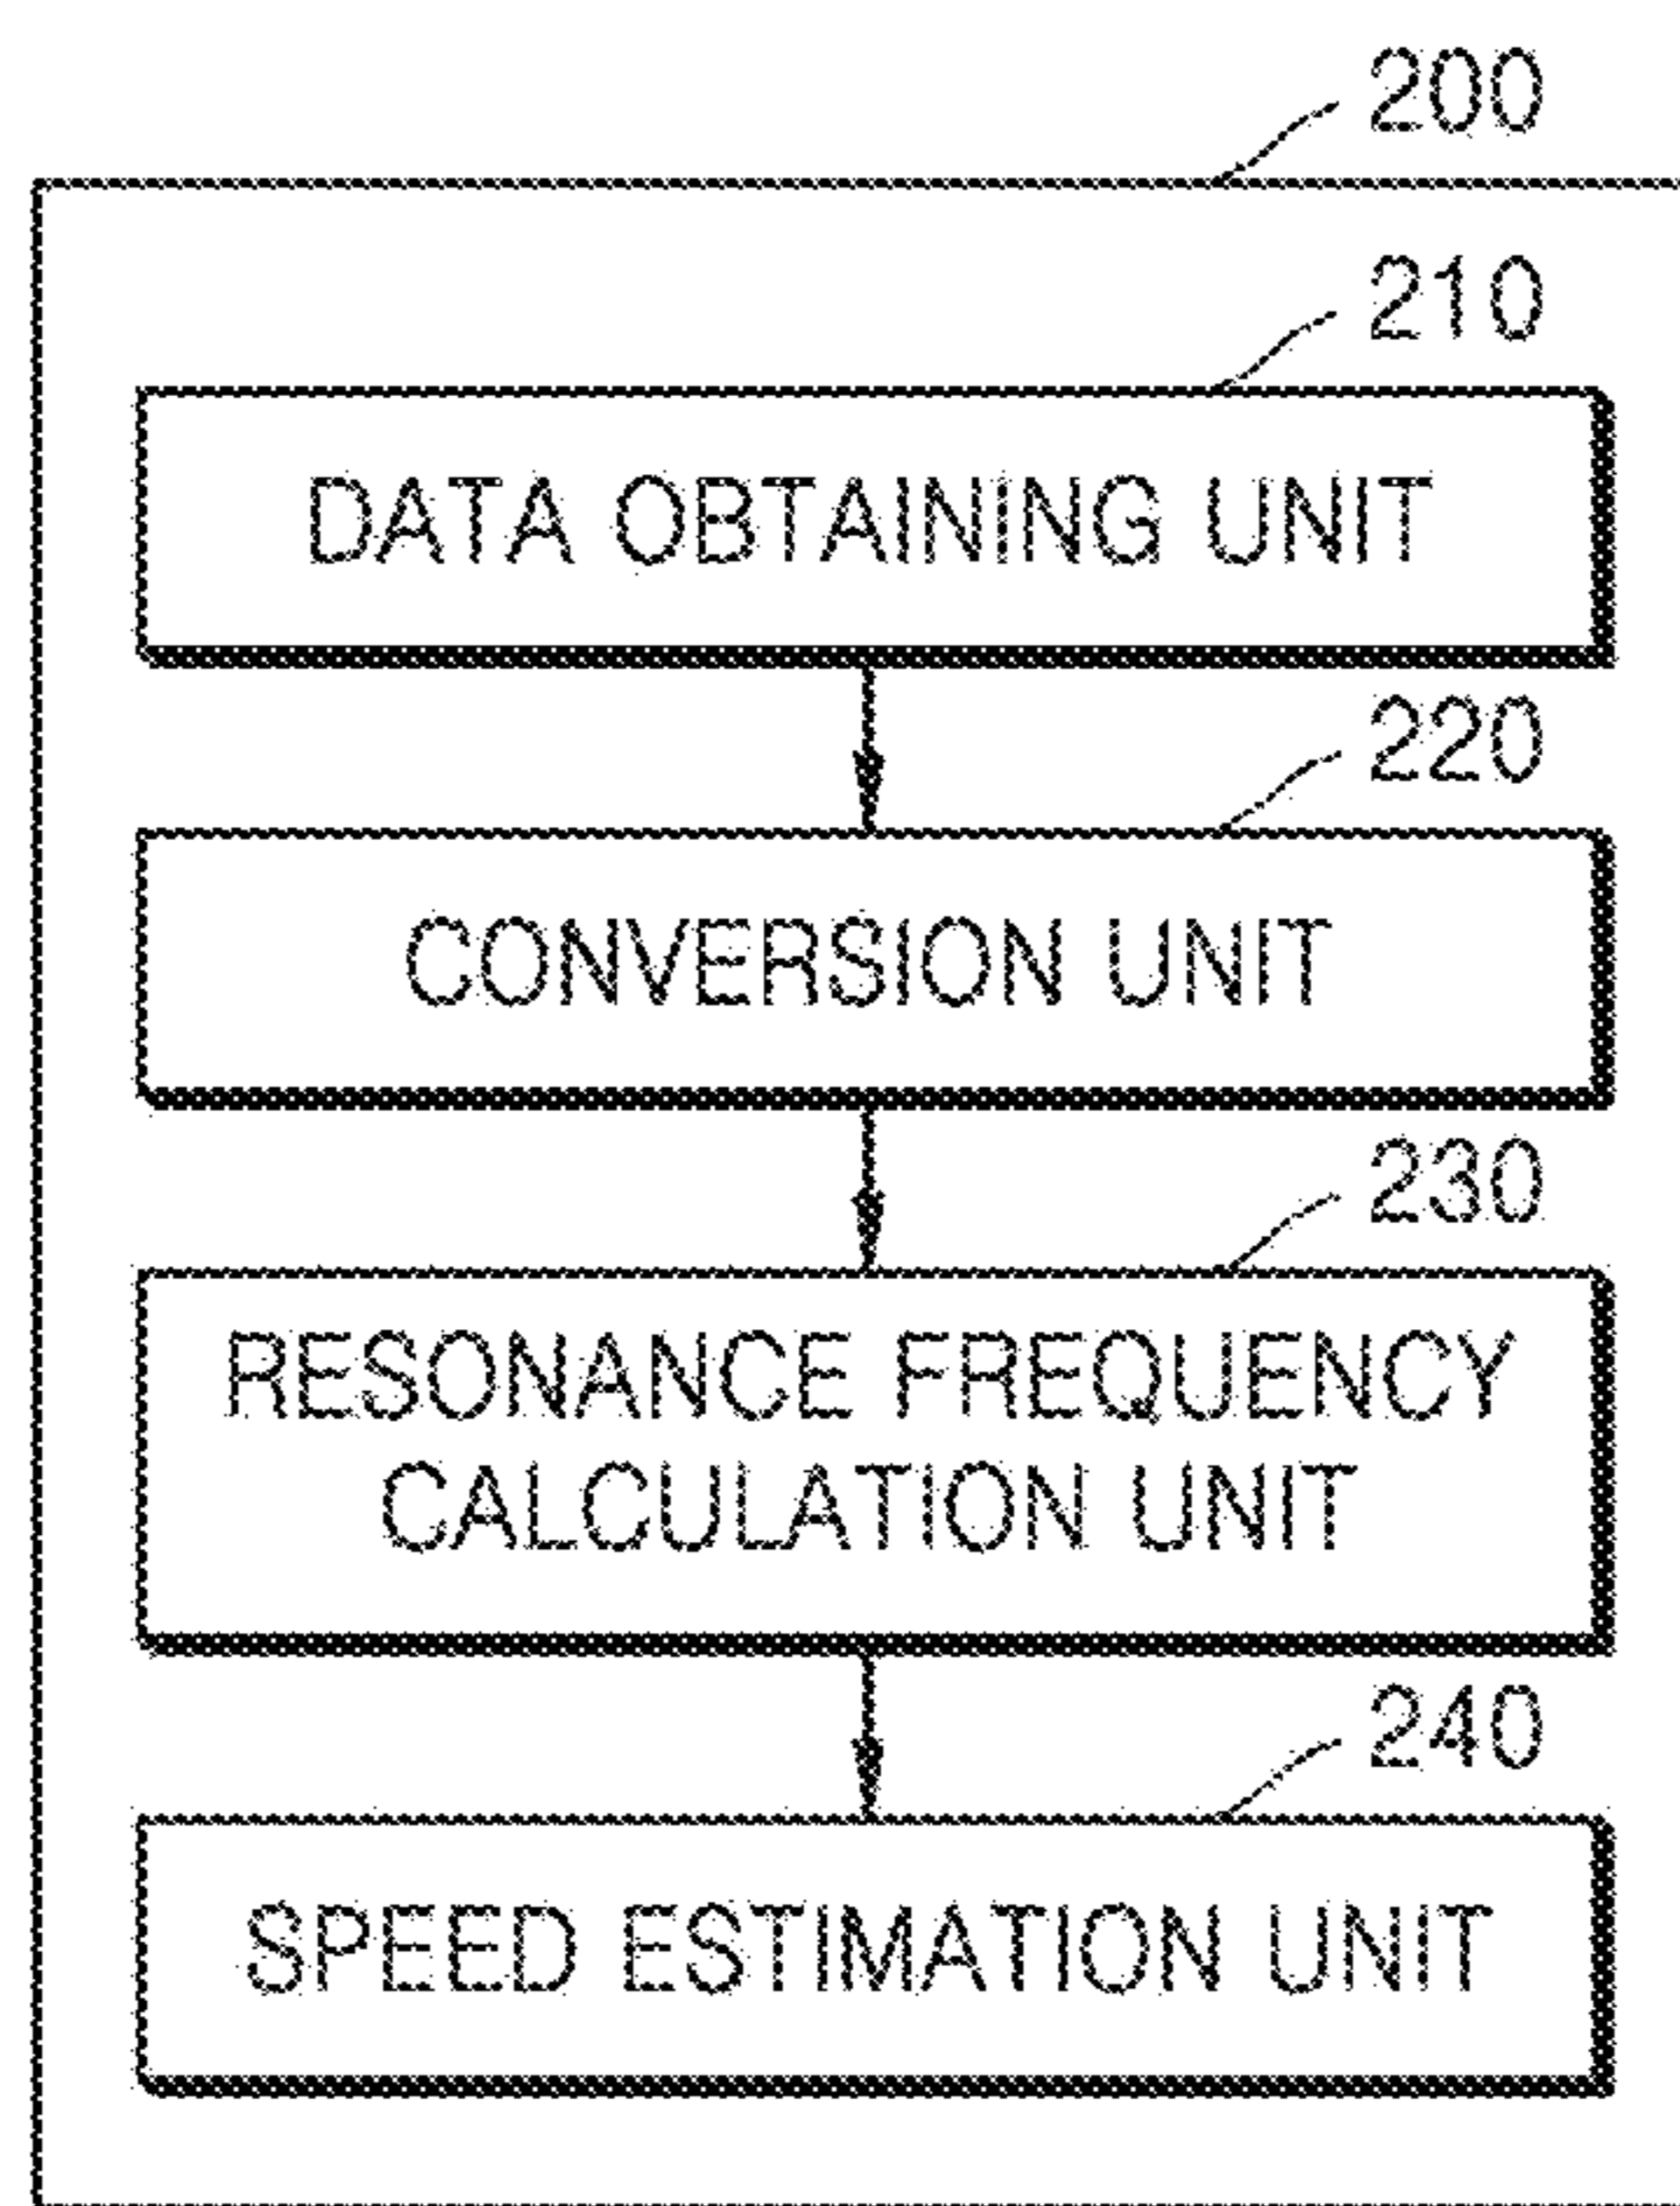 200
210
DATA OBTAINING UNIT
220
CONVERSION UNIT
230
RESONANCE FREQUENCY
CALCULATION UNIT
240
SPEED ESTIMATION UNIT